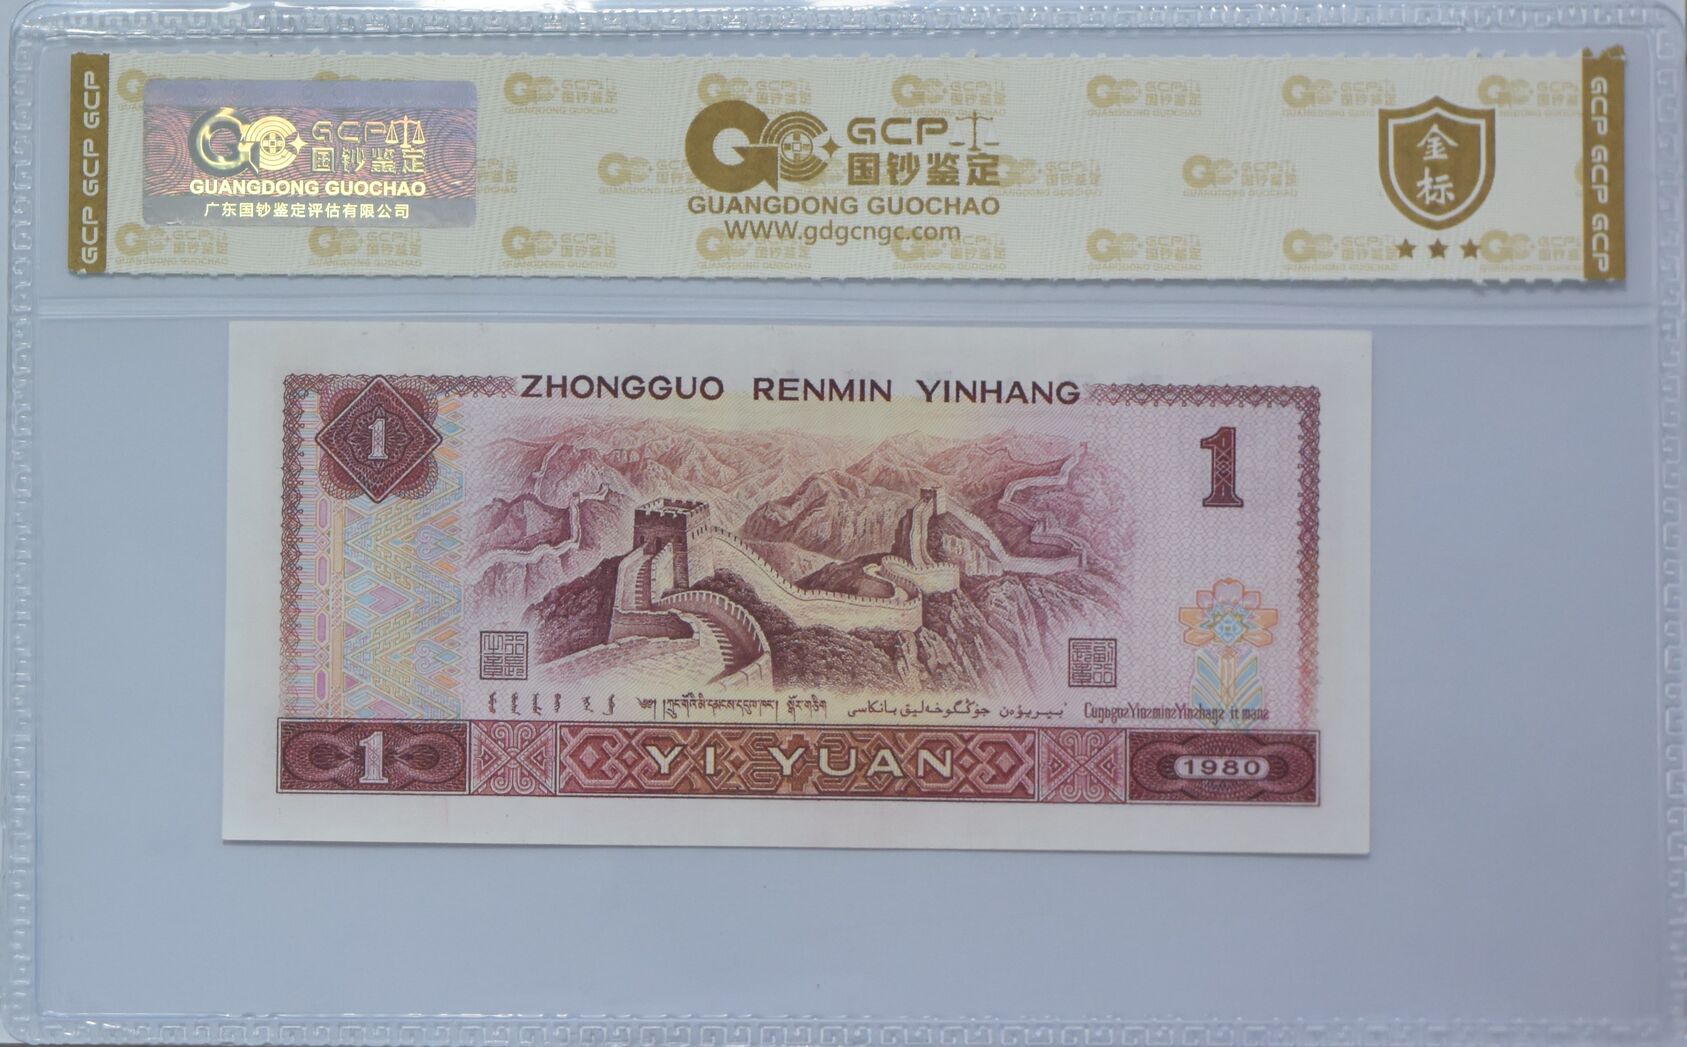 GCP GCP GCP
GCP
国钞鉴定
GUANGDONG GUOCHAO
广东国钞鉴定评估有限公司
GCP
国钞鉴定
GUANGDONG GUOCHAO
www.gdgcngc.com
金标
GCP GCP GCP
ZHONGGUO RENMIN YINHANG
1
1
1
YI YUAN
1980